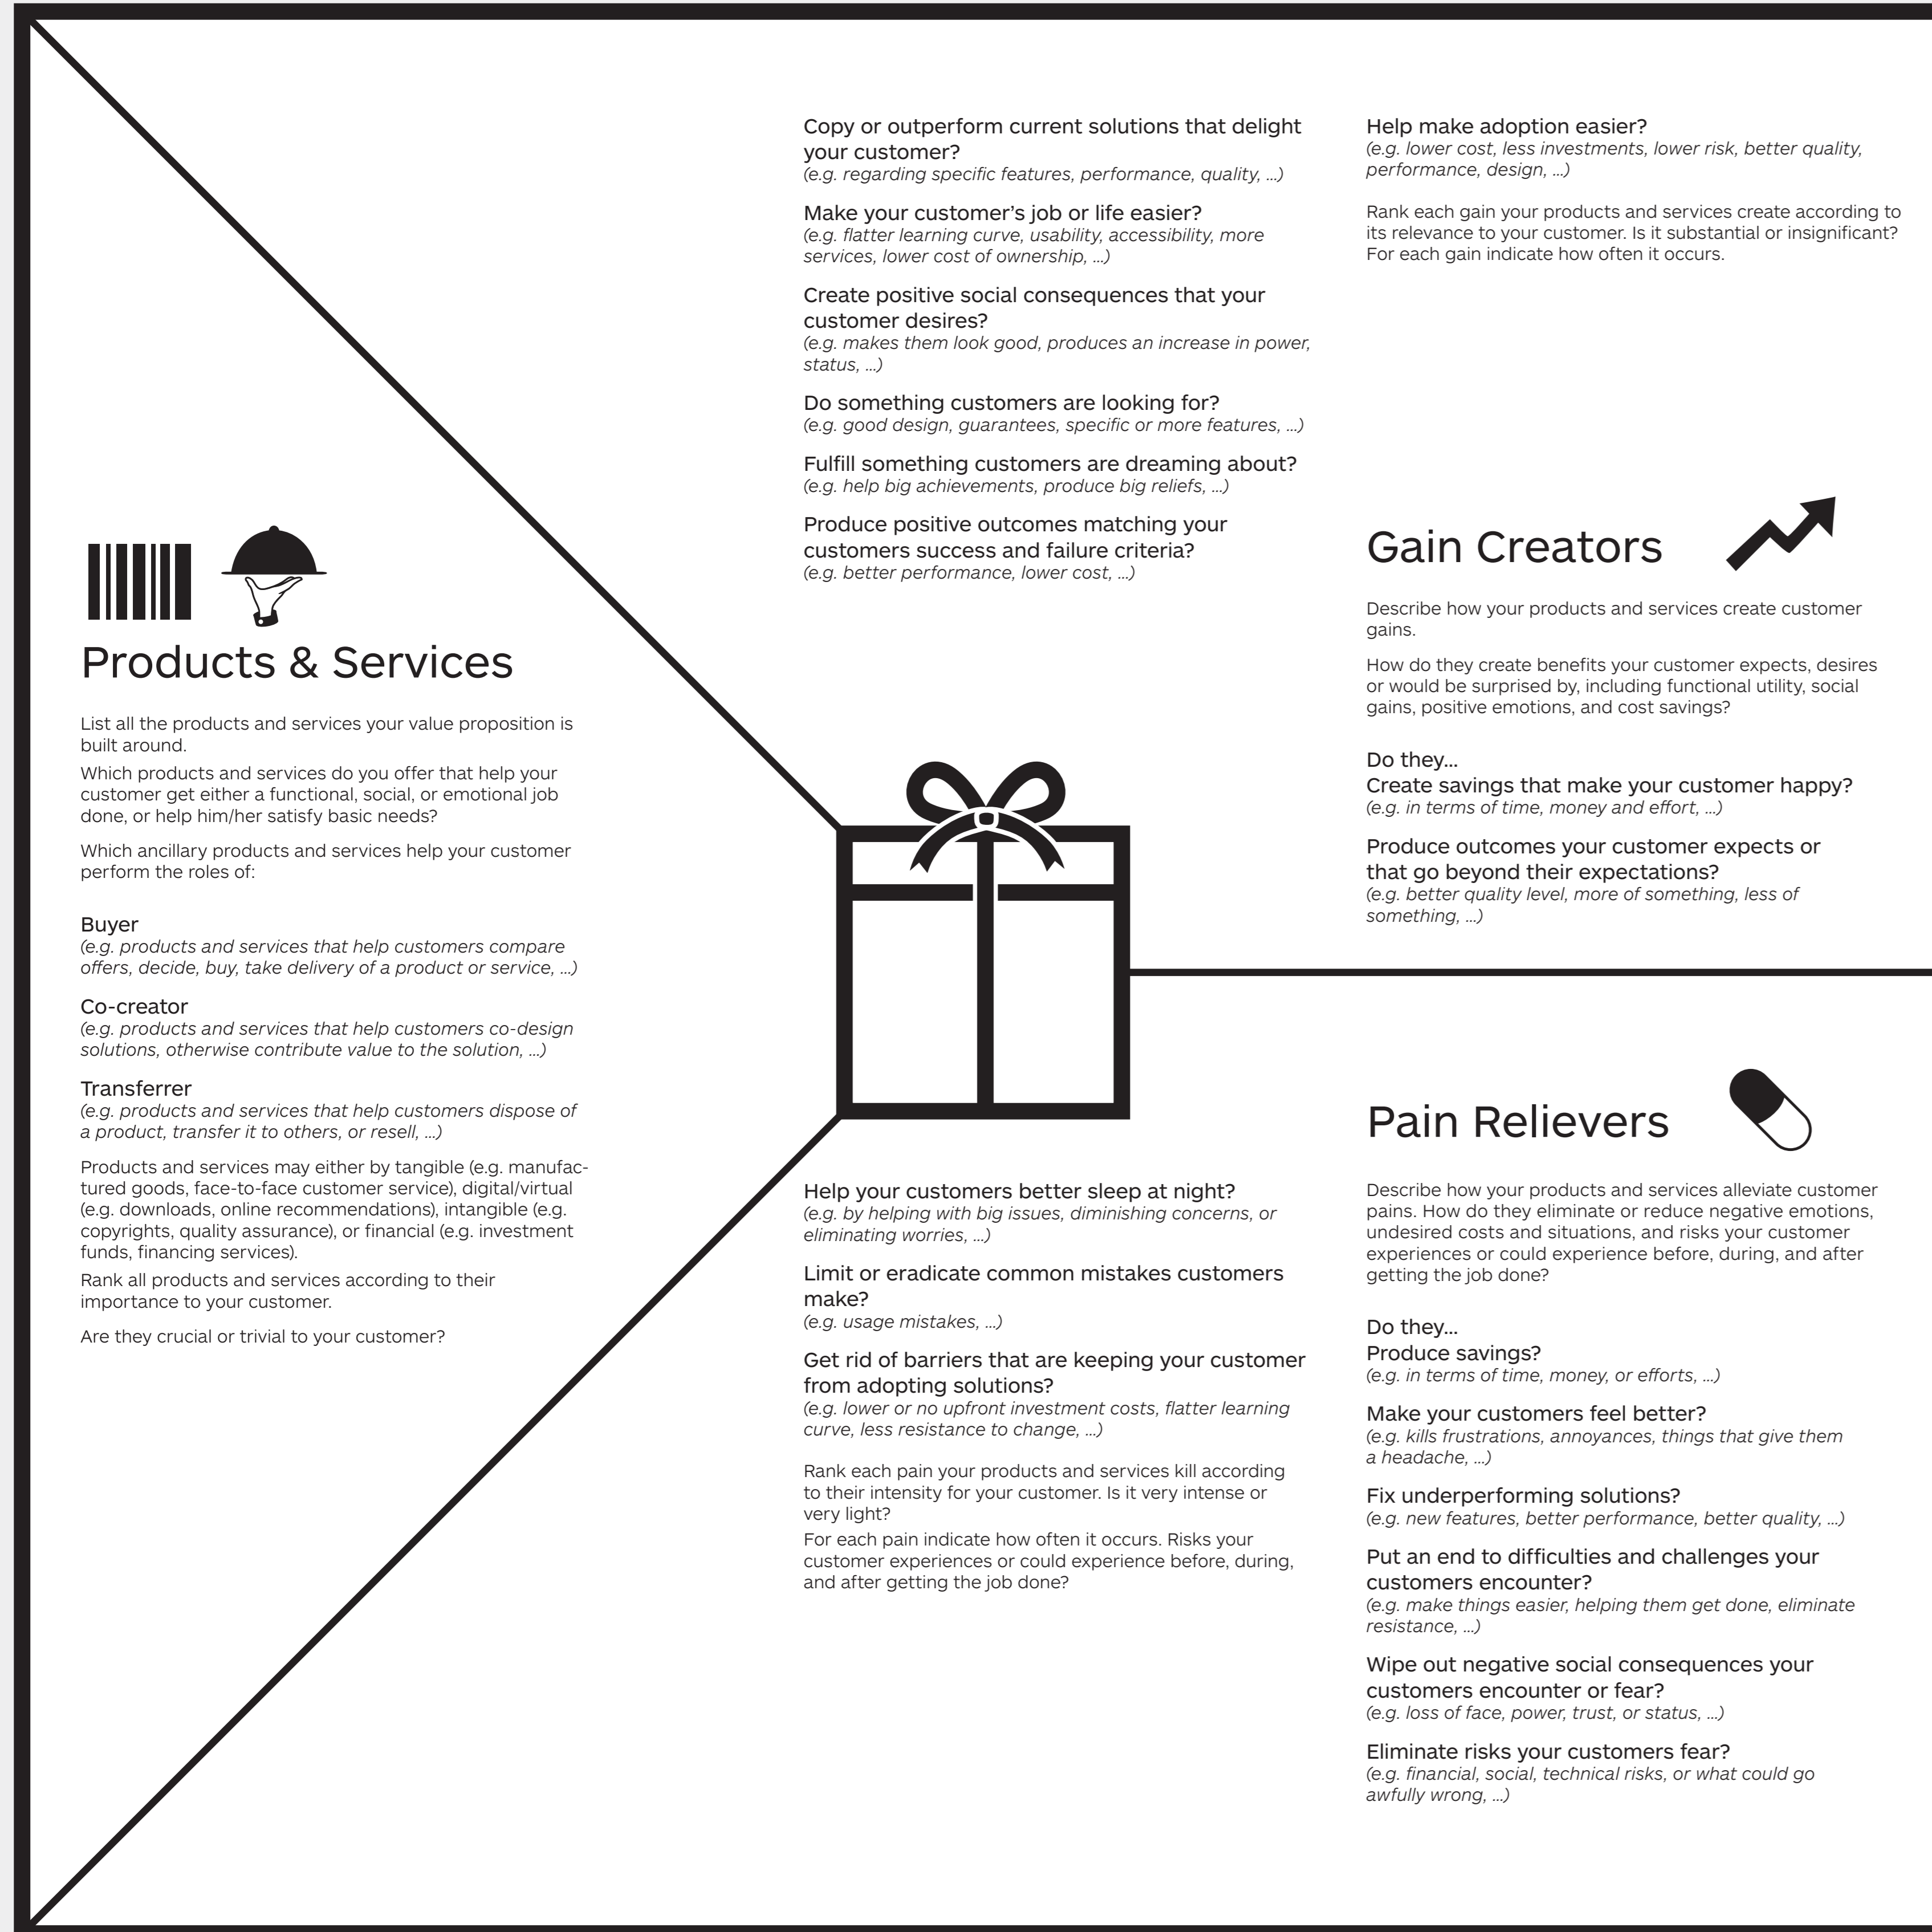 Products & Services
List all the products and services your value proposition is
built around.
Which products and services do you offer that help your
customer get either a functional, social, or emotional job
done, or help him/her satisfy basic needs?
Which ancillary products and services help your customer
perform the roles of:
Buyer
(e.g. products and services that help customers compare
offers, decide, buy, take delivery of a product or service, ...)
Co-creator
(e.g. products and services that help customers co-design
solutions, otherwise contribute value to the solution, ...)
Transferrer
(e.g. products and services that help customers dispose of
a product, transfer it to others, or resell, ...)
Products and services may either by tangible (e.g. manufac-
tured goods, face-to-face customer service), digital/virtual
(e.g. downloads, online recommendations), intangible (e.g.
copyrights, quality assurance), or financial (e.g. investment
funds, financing services).
Rank all products and services according to their
importance to your customer.
Are they crucial or trivial to your customer?
Gain Creators
Describe how your products and services create customer
gains.
How do they create benefits your customer expects, desires
or would be surprised by, including functional utility, social
gains, positive emotions, and cost savings?
Do they...
Create savings that make your customer happy?
(e.g. in terms of time, money and effort, ...)
Produce outcomes your customer expects or
that go beyond their expectations?
(e.g. better quality level, more of something, less of
something, ...)
Copy or outperform current solutions that delight
your customer?
(e.g. regarding specific features, performance, quality, ...)
Make your customer's job or life easier?
(e.g. flatter learning curve, usability, accessibility, more
services, lower cost of ownership, ...)
Create positive social consequences that your
customer desires?
(e.g. makes them look good, produces an increase in power,
status, ...)
Do something customers are looking for?
(e.g. good design, guarantees, specific or more features, ...)
Fulfill something customers are dreaming about?
(e.g. help big achievements, produce big reliefs, ...)
Produce positive outcomes matching your
customers success and failure criteria?
(e.g. better performance, lower cost, ...)
Help make adoption easier?
(e.g. lower cost, less investments, lower risk, better quality,
performance, design, ...)
Rank each gain your products and services create according to
its relevance to your customer. Is it substantial or insignificant?
For each gain indicate how often it occurs.
Pain Relievers
Describe how your products and services alleviate customer
pains. How do they eliminate or reduce negative emotions,
undesired costs and situations, and risks your customer
experiences or could experience before, during, and after
getting the job done?
Do they...
Produce savings?
(e.g. in terms of time, money, or efforts, ...)
Make your customers feel better?
(e.g. kills frustrations, annoyances, things that give them
a headache, ...)
Fix underperforming solutions?
(e.g. new features, better performance, better quality, ...)
Put an end to difficulties and challenges your
customers encounter?
(e.g. make things easier, helping them get done, eliminate
resistance, ...)
Wipe out negative social consequences your
customers encounter or fear?
(e.g. loss of face, power, trust, or status, ...)
Eliminate risks your customers fear?
(e.g. financial, social, technical risks, or what could go
awfully wrong, ...)
Help your customers better sleep at night?
(e.g. by helping with big issues, diminishing concerns, or
eliminating worries, ...)
Limit or eradicate common mistakes customers
make?
(e.g. usage mistakes, ...)
Get rid of barriers that are keeping your customer
from adopting solutions?
(e.g. lower or no upfront investment costs, flatter learning
curve, less resistance to change, ...)
Rank each pain your products and services kill according
to their intensity for your customer. Is it very intense or
very light?
For each pain indicate how often it occurs. Risks your
customer experiences or could experience before, during,
and after getting the job done?